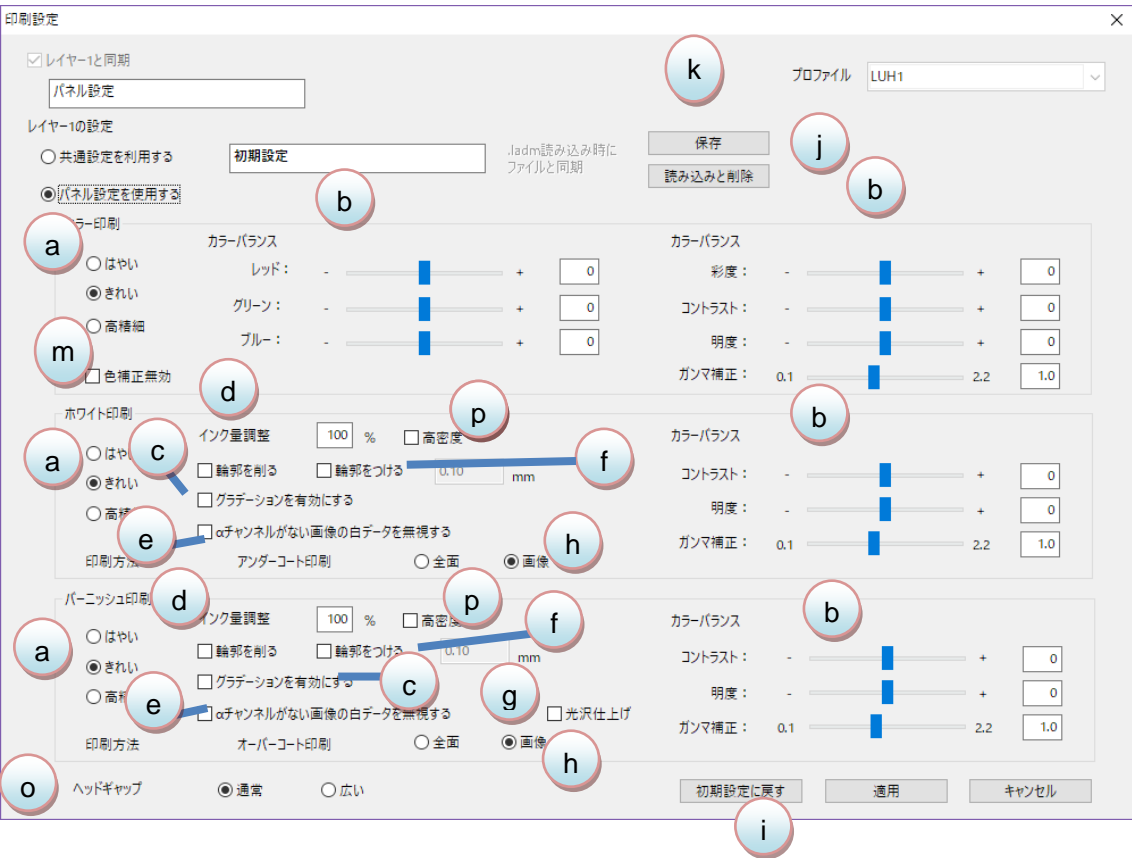 印刷設定
レイヤー1と同期
k
プロファイル LUH1
パネル設定
レイヤー1の設定
共通設定を利用する 初期設定 .ladm読み込み時に
ファイルと同期
保存 j
読み込みと削除
パネル設定を使用する b b
ラー印刷
a
カラーバランス カラーバランス
はやい レッド： - + 0 彩度： - + 0
きれい グリーン： - + 0 コントラスト： - + 0
高精細 ブルー： - + 0 明度： - + 0
m
色補正無効 d ガンマ補正： 0.1 2.2 1.0
ホワイト印刷 p b
a c インク量調整 100 % 高密度 カラーバランス
はや
輪郭を削る 輪郭をつける 0.10 mm f コントラスト： - + 0
きれい
グラデーションを有効にする 明度： - + 0
高精
e αチャンネルがない画像の白データを無視する h ガンマ補正： 0.1 2.2 1.0
印刷方法 アンダーコート印刷 全面 画像
バーニッシュ印刷 d p b
インク量調整 100 % 高密度 f カラーバランス
a はやい
輪郭を削る 輪郭をつける 0.10 mm コントラスト： - + 0
きれい
グラデーションを有効にする c g 明度： - + 0
高精
e αチャンネルがない画像の白データを無視する 光沢仕上げ ガンマ補正： 0.1 2.2 1.0
印刷方法 オーバーコート印刷 全面 画像 h
o ヘッドギャップ 通常 広い 初期設定に戻す 適用 キャンセル
i